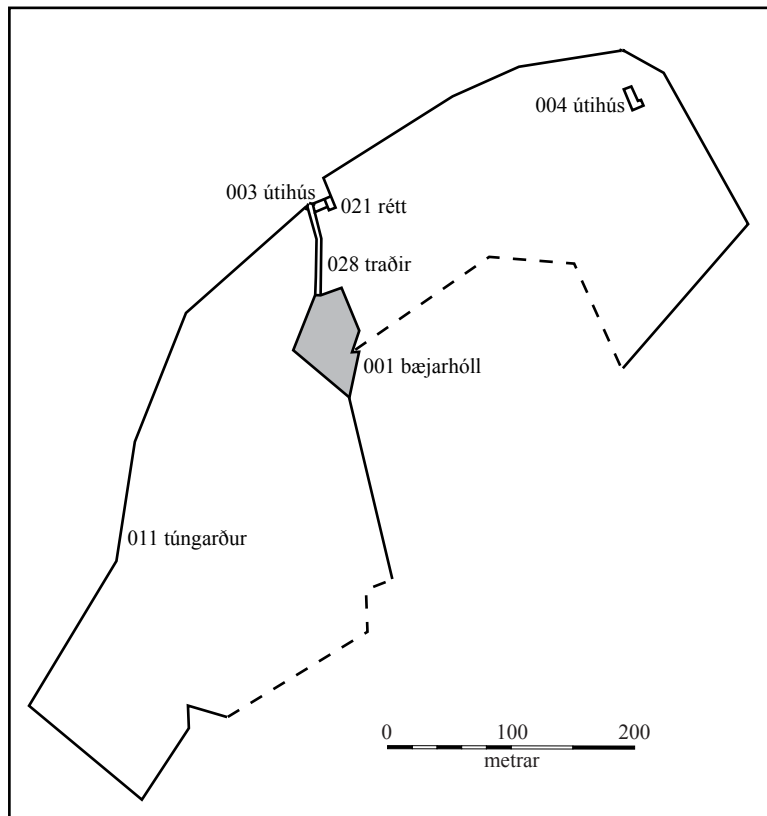 004 útihús
003 útihús
021 rétt
028 traðir
001 bæjarhóll
011 túngarður
0 100 200
metrar